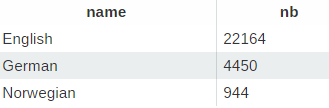 name nb
English 22164
German 4450
Norwegian 944